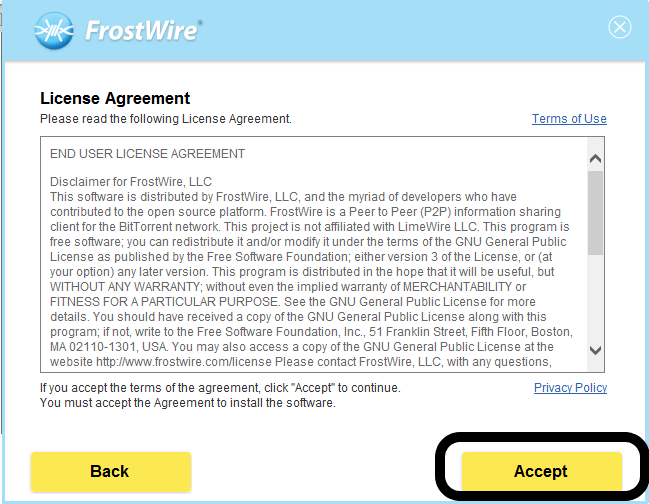 FrostWire®
License Agreement
Please read the following License Agreement.
Terms of Use
END USER LICENSE AGREEMENT
Disclaimer for FrostWire, LLC
This software is distributed by FrostWire, LLC, and the myriad of developers who have
contributed to the open source platform. FrostWire is a Peer to Peer (P2P) information sharing
client for the BitTorrent network. This project is not affiliated with LimeWire LLC. This program is
free software; you can redistribute it and/or modify it under the terms of the GNU General Public
License as published by the Free Software Foundation; either version 3 of the License, or (at
your option) any later version. This program is distributed in the hope that it will be useful, but
WITHOUT ANY WARRANTY; without even the implied warranty of MERCHANTABILITY or
FITNESS FOR A PARTICULAR PURPOSE. See the GNU General Public License for more
details. You should have received a copy of the GNU General Public License along with this
program; if not, write to the Free Software Foundation, Inc., 51 Franklin Street, Fifth Floor, Boston,
MA 02110-1301, USA. You may also access a copy of the GNU General Public License at the
website http://www.frostwire.com/license Please contact FrostWire, LLC, with any questions,
If you accept the terms of the agreement, click "Accept" to continue.
Privacy Policy
You must accept the Agreement to install the software.
Back
Accept